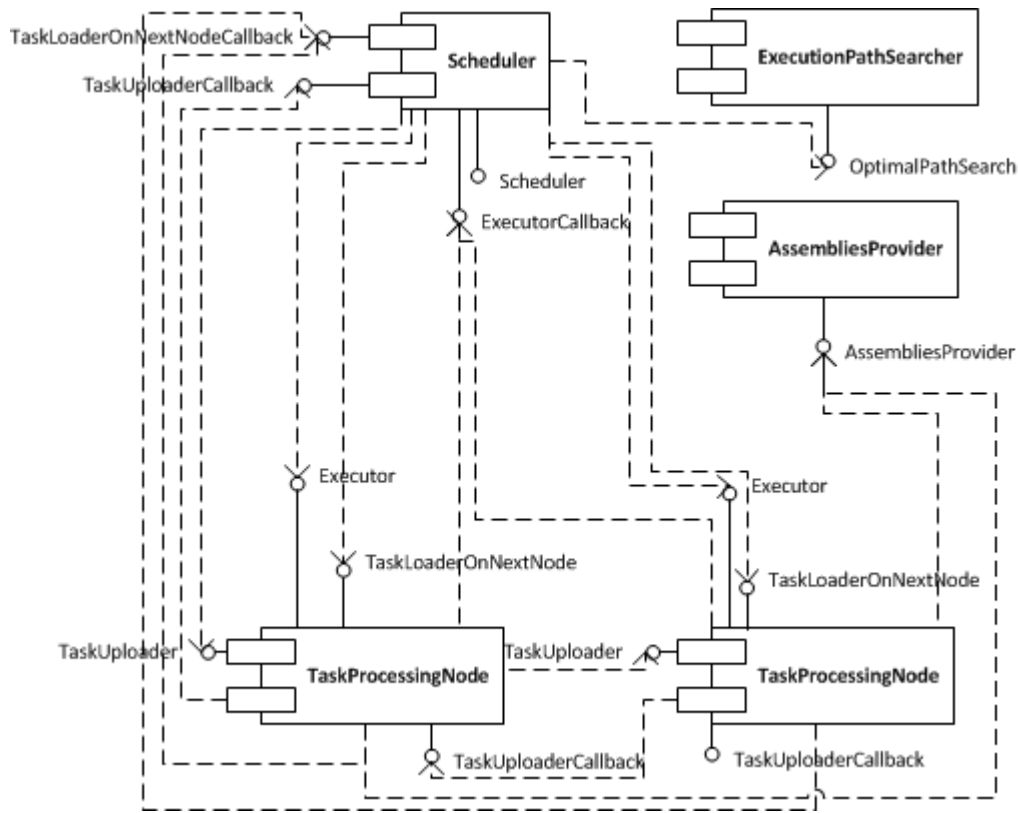 TaskLoaderOnNextNodeCallback
Scheduler
ExecutionPathSearcher
TaskUploaderCallback
OptimalPathSearch
Scheduler
ExecutorCallback
AssembliesProvider
AssembliesProvider
Executor
Executor
TaskLoaderOnNextNode
TaskLoaderOnNextNode
TaskUploader
TaskUploader
TaskProcessingNode
TaskProcessingNode
TaskUploaderCallback
TaskUploaderCallback